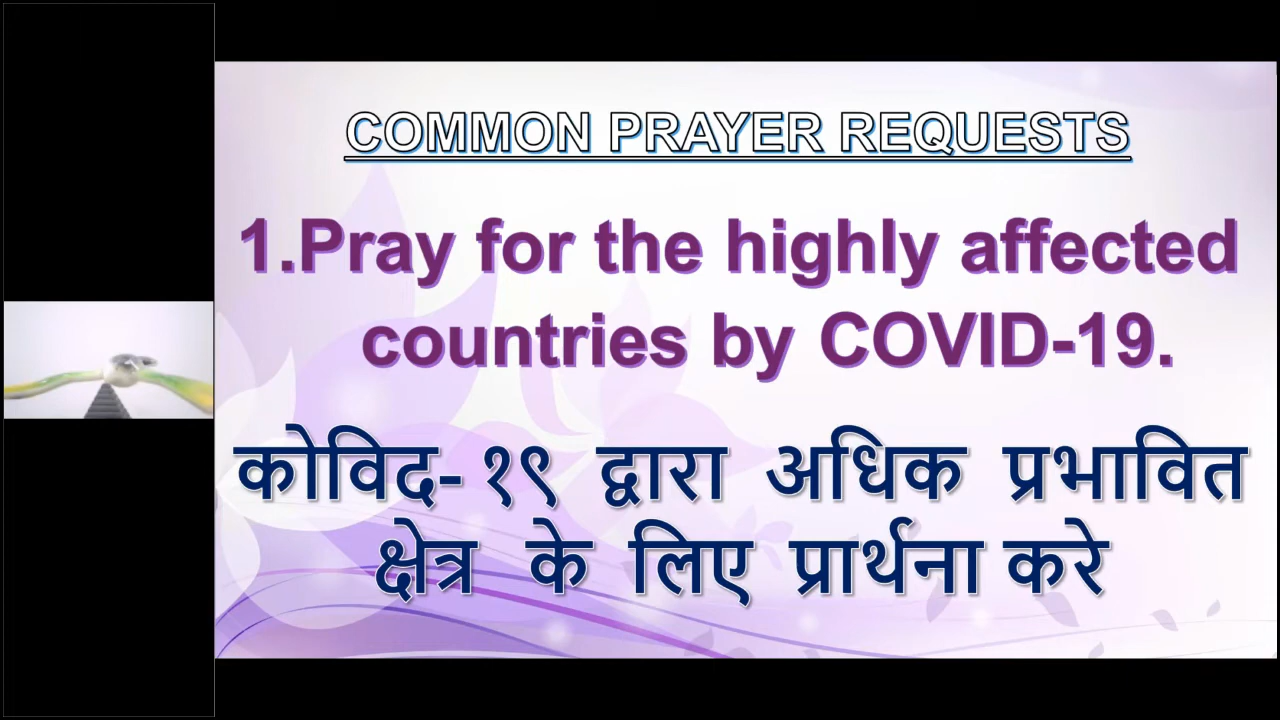 COMMON PRAYER REQUESTS
1.Pray for the highly affected
countries by COVID-19.
कोविद- १९ द्वारा अधिक प्रभावित
क्षेत्र के लिए प्रार्थना करे